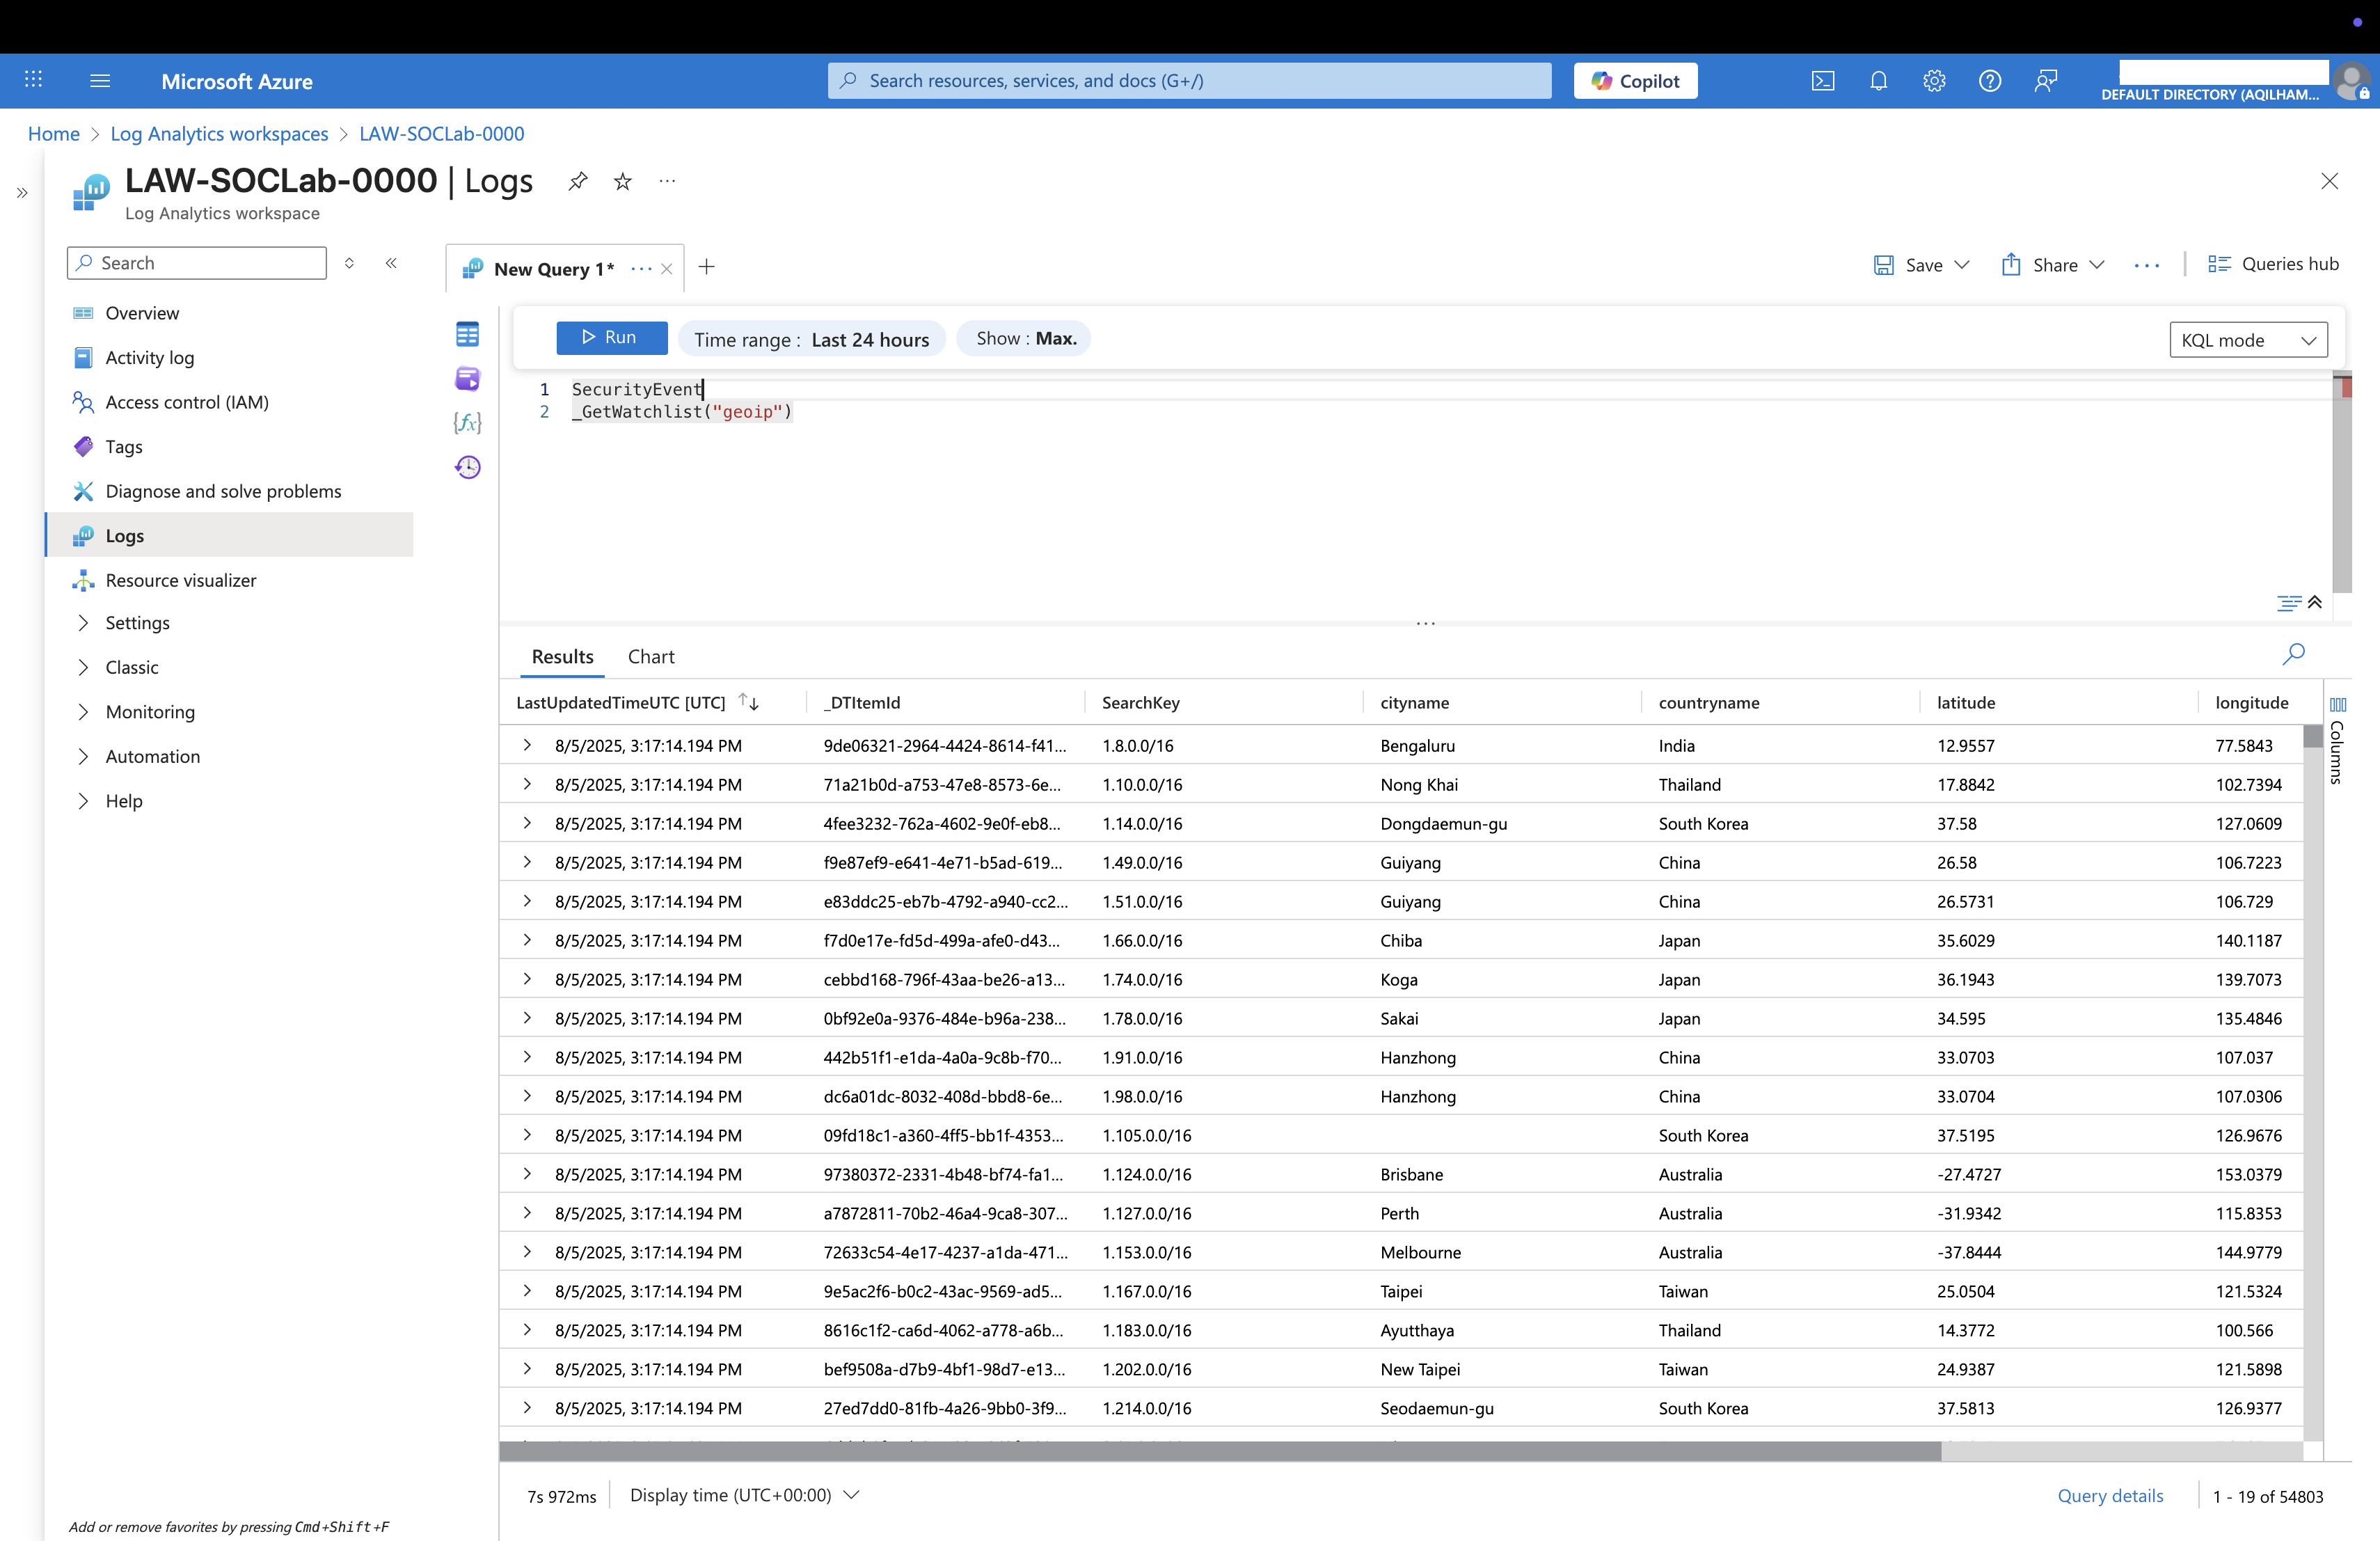 Microsoft Azure
Search resources, services, and docs (G+/)
Copilot
DEFAULT DIRECTORY (AQILHAM...
Home > Log Analytics workspaces > LAW-SOCLab-0000
LAW-SOCLab-0000 | Logs
Log Analytics workspace
Search
Overview
Activity log
Access control (IAM)
Tags
Diagnose and solve problems
Logs
Resource visualizer
Settings
Classic
Monitoring
Automation
Help
Add or remove favorites by pressing Cmd+Shift+F
New Query 1*
Save
Share
Queries hub
Run
Time range : Last 24 hours
Show : Max.
KQL mode
1 SecurityEvent
2 _GetWatchlist("geoip")
Results
Chart
LastUpdatedTimeUTC [UTC] _DTItemId SearchKey cityname countryname latitude longitude
8/5/2025, 3:17:14.194 PM 9de06321-2964-4424-8614-f41... 1.8.0.0/16 Bengaluru India 12.9557 77.5843
8/5/2025, 3:17:14.194 PM 71a21b0d-a753-47e8-8573-6e... 1.10.0.0/16 Nong Khai Thailand 17.8842 102.7394
8/5/2025, 3:17:14.194 PM 4fee3232-762a-4602-9e0f-eb8... 1.14.0.0/16 Dongdaemun-gu South Korea 37.58 127.0609
8/5/2025, 3:17:14.194 PM f9e87ef9-e641-4e71-b5ad-619... 1.49.0.0/16 Guiyang China 26.58 106.7223
8/5/2025, 3:17:14.194 PM e83ddc25-eb7b-4792-a940-cc2... 1.51.0.0/16 Guiyang China 26.5731 106.729
8/5/2025, 3:17:14.194 PM f7d0e17e-fd5d-499a-afe0-d43... 1.66.0.0/16 Chiba Japan 35.6029 140.1187
8/5/2025, 3:17:14.194 PM cebbd168-796f-43aa-be26-a13... 1.74.0.0/16 Koga Japan 36.1943 139.7073
8/5/2025, 3:17:14.194 PM 0bf92e0a-9376-484e-b96a-238... 1.78.0.0/16 Sakai Japan 34.595 135.4846
8/5/2025, 3:17:14.194 PM 442b51f1-e1da-4a0a-9c8b-f70... 1.91.0.0/16 Hanzhong China 33.0703 107.037
8/5/2025, 3:17:14.194 PM dc6a01dc-8032-408d-bbd8-6e... 1.98.0.0/16 Hanzhong China 33.0704 107.0306
8/5/2025, 3:17:14.194 PM 09fd18c1-a360-4ff5-bb1f-4353... 1.105.0.0/16 South Korea 37.5195 126.9676
8/5/2025, 3:17:14.194 PM 97380372-2331-4b48-bf74-fa1... 1.124.0.0/16 Brisbane Australia -27.4727 153.0379
8/5/2025, 3:17:14.194 PM a7872811-70b2-46a4-9ca8-307... 1.127.0.0/16 Perth Australia -31.9342 115.8353
8/5/2025, 3:17:14.194 PM 72633c54-4e17-4237-a1da-471... 1.153.0.0/16 Melbourne Australia -37.8444 144.9779
8/5/2025, 3:17:14.194 PM 9e5ac2f6-b0c2-43ac-9569-ad5... 1.167.0.0/16 Taipei Taiwan 25.0504 121.5324
8/5/2025, 3:17:14.194 PM 8616c1f2-ca6d-4062-a778-a6b... 1.183.0.0/16 Ayutthaya Thailand 14.3772 100.566
8/5/2025, 3:17:14.194 PM bef9508a-d7b9-4bf1-98d7-e13... 1.202.0.0/16 New Taipei Taiwan 24.9387 121.5898
8/5/2025, 3:17:14.194 PM 27ed7dd0-81fb-4a26-9bb0-3f9... 1.214.0.0/16 Seodaemun-gu South Korea 37.5813 126.9377
Columns
7s 972ms
Display time (UTC+00:00)
Query details
1 - 19 of 54803